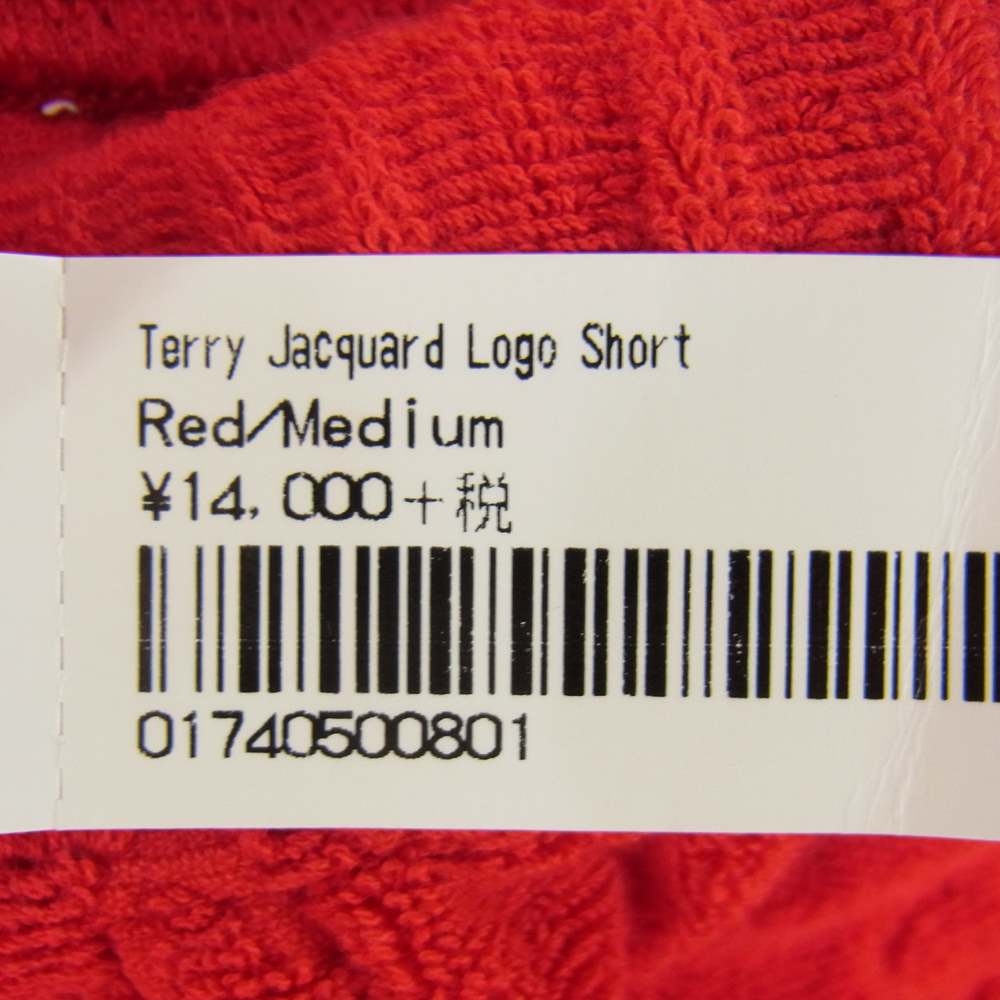 Terry Jacquard Logo Short
Red/Medium
¥14,000+税
01740500801